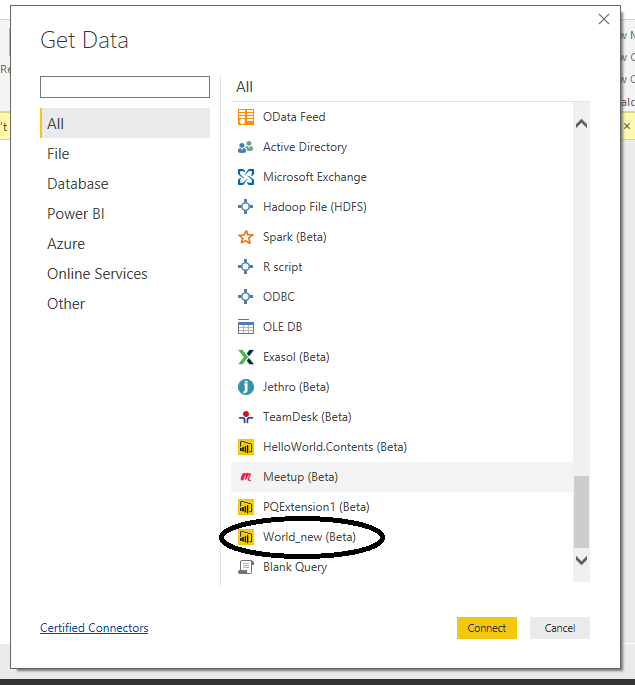 Get Data
All
File
Database
Power BI
Azure
Online Services
Other
All
OData Feed
Active Directory
Microsoft Exchange
Hadoop File (HDFS)
Spark (Beta)
R script
ODBC
OLE DB
Exasol (Beta)
Jethro (Beta)
TeamDesk (Beta)
HelloWorld.Contents (Beta)
Meetup (Beta)
PQExtension1 (Beta)
World_new (Beta)
Blank Query
Certified Connectors
Connect
Cancel